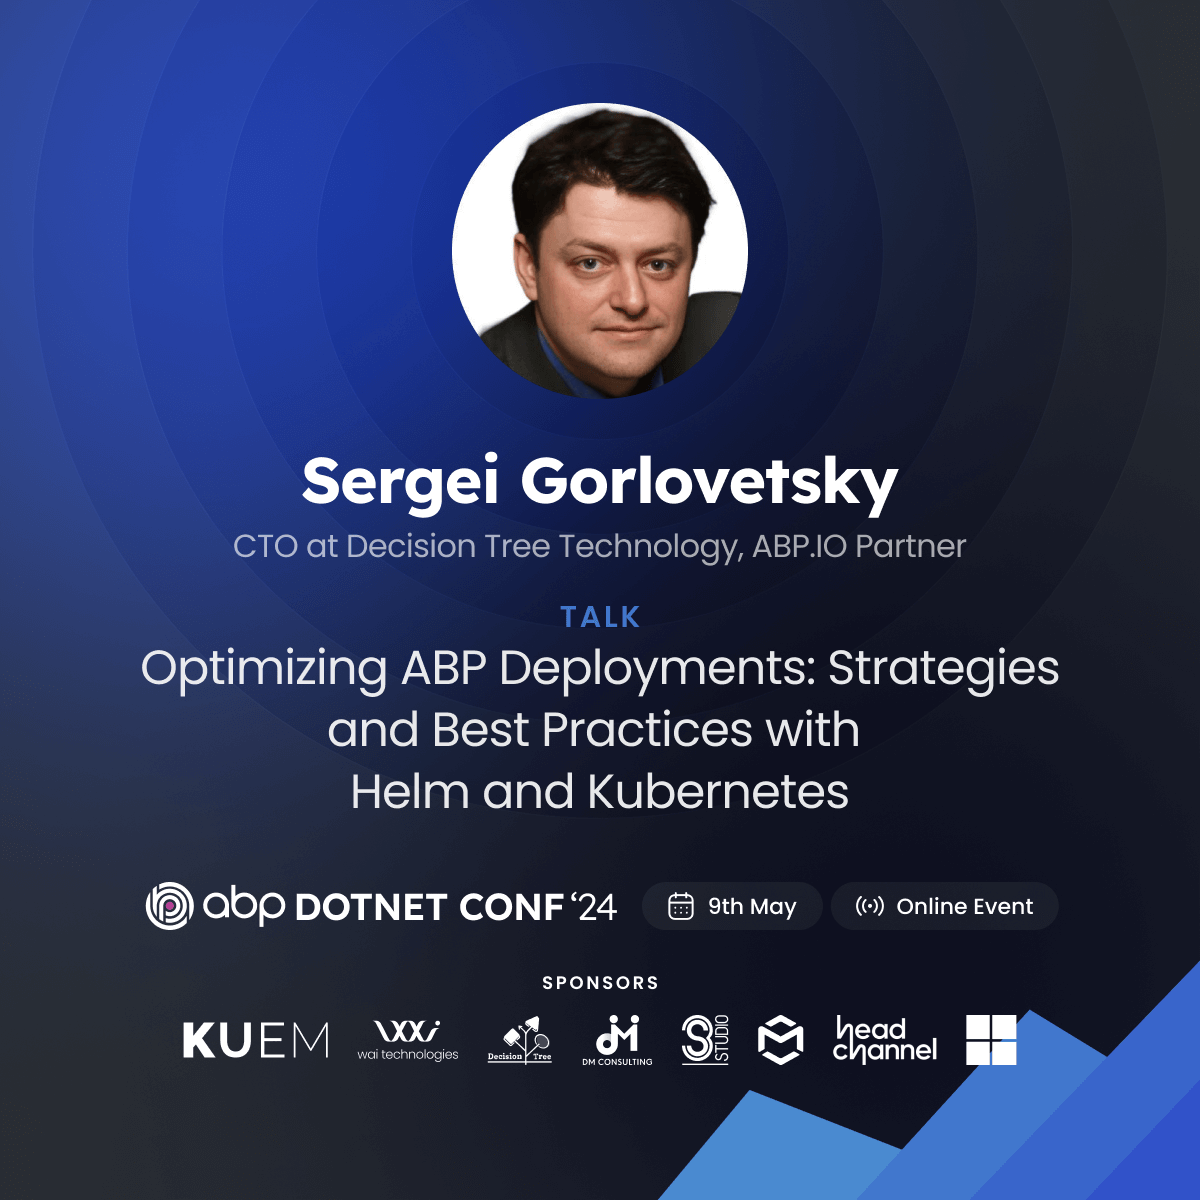 Sergei Gorlovetsky
CTO at Decision Tree Technology, ABP.IO Partner
TALK
Optimizing ABP Deployments: Strategies
and Best Practices with
Helm and Kubernetes
abp DOTNET CONF ‘24
9th May
Online Event
SPONSORS
KUEM
wai technologies
Decision Tree
DM CONSULTING
STUDIO
head
channel